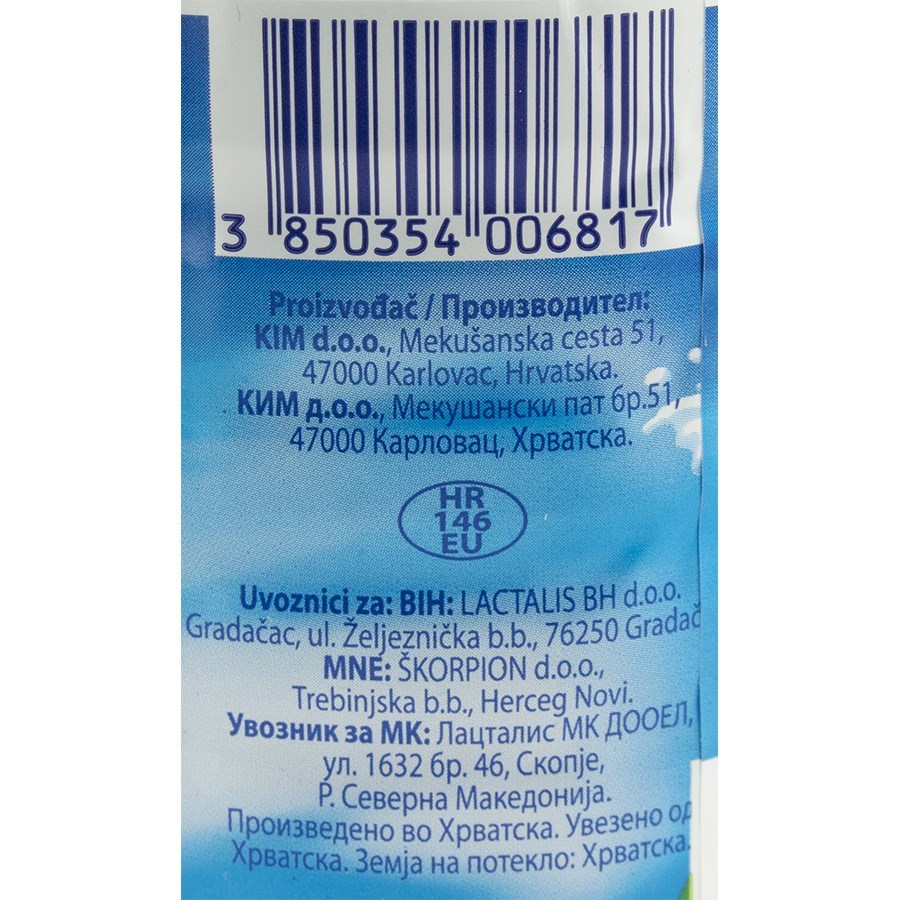 3 850354 006817
Proizvođač / Производител:
KIM d.o.o., Mekušanska cesta 51,
47000 Karlovac, Hrvatska.
КИМ д.о.о., Мекушански пат бр.51,
47000 Карловац, Хрватска.
HR
146
EU
Uvoznici za: BIH: LACTALIS BH d.o.o.
Gradačac, ul. Željeznička b.b., 76250 Gradač
MNE: ŠKORPION d.o.o.,
Trebinjska b.b., Herceg Novi.
Увозник за МК: Лацталис МК ДООЕЛ,
ул. 1632 бр. 46, Скопје,
Р. Северна Македонија.
Произведено во Хрватска. Увезено од
Хрватска. Земја на потекло: Хрватска.